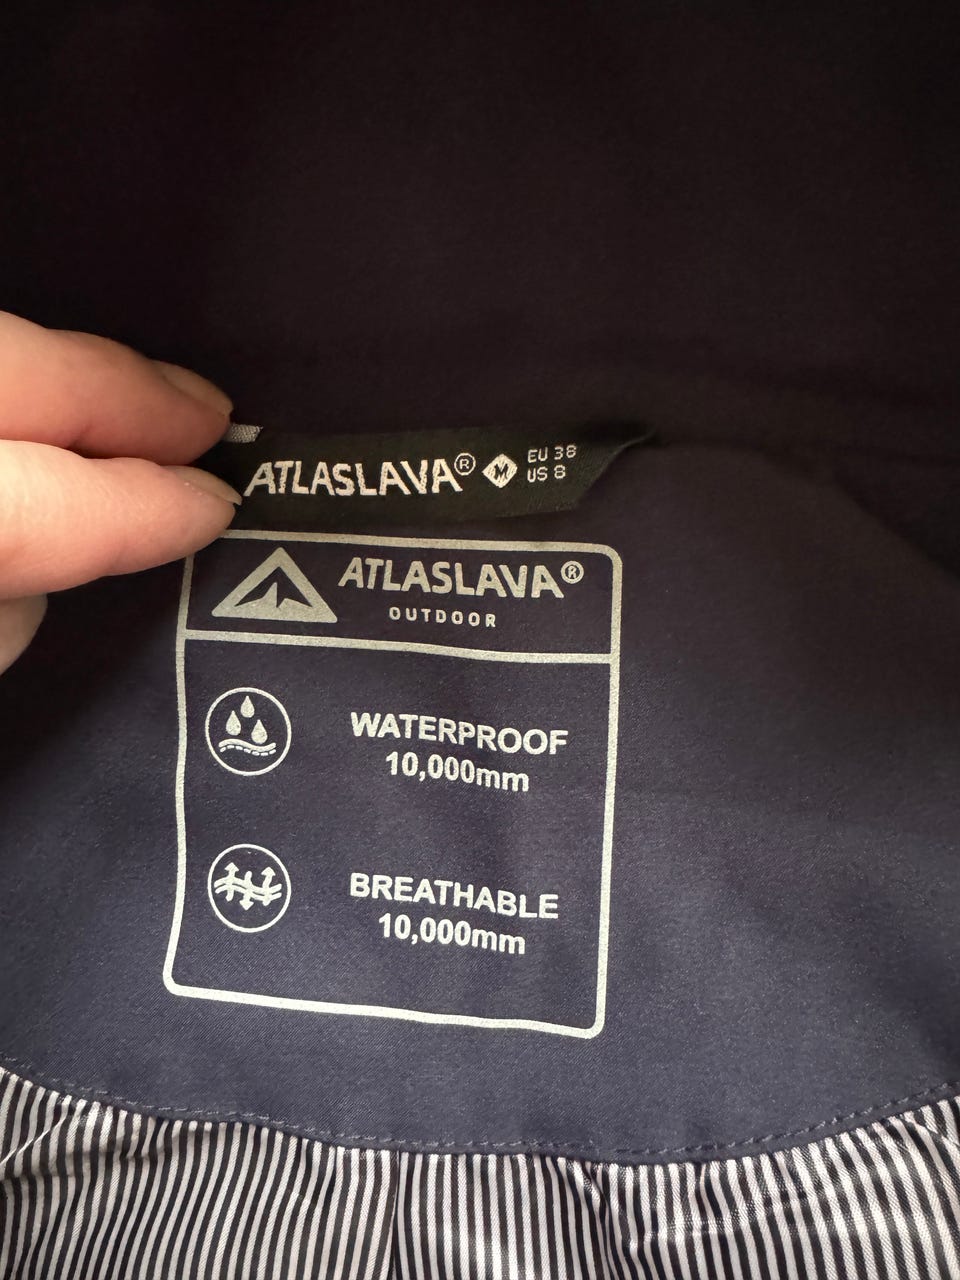 ATLASLAVA® M EU 38
US 8
ATLASLAVA®
OUTDOOR
WATERPROOF
10,000mm
BREATHABLE
10,000mm